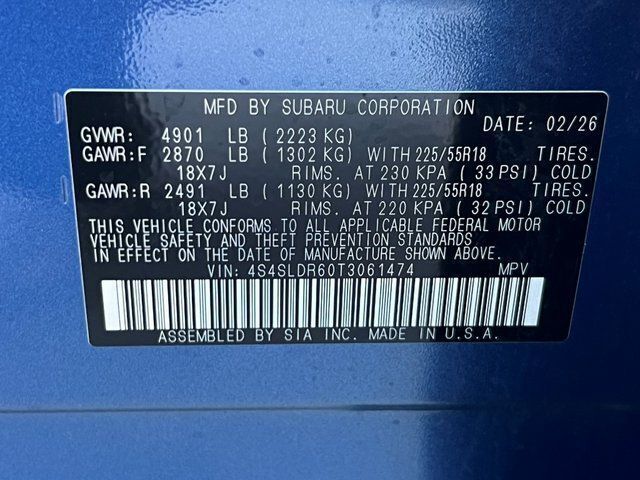 MFD BY SUBARU CORPORATION
DATE: 02/26
GVWR: 4901 LB ( 2223 KG)
GAWR:F 2870 LB ( 1302 KG) WITH 225/55R18 TIRES.
18X7J RIMS. AT 230 KPA ( 33 PSI) COLD
GAWR:R 2491 LB ( 1130 KG) WITH 225/55R18 TIRES.
18X7J RIMS. AT 220 KPA ( 32 PSI) COLD
THIS VEHICLE CONFORMS TO ALL APPLICABLE FEDERAL MOTOR
VEHICLE SAFETY AND THEFT PREVENTION STANDARDS
IN EFFECT ON THE DATE OF MANUFACTURE SHOWN ABOVE.
VIN: 4S4SLDR60T3061474 MPV
ASSEMBLED BY SIA INC. MADE IN U.S.A.